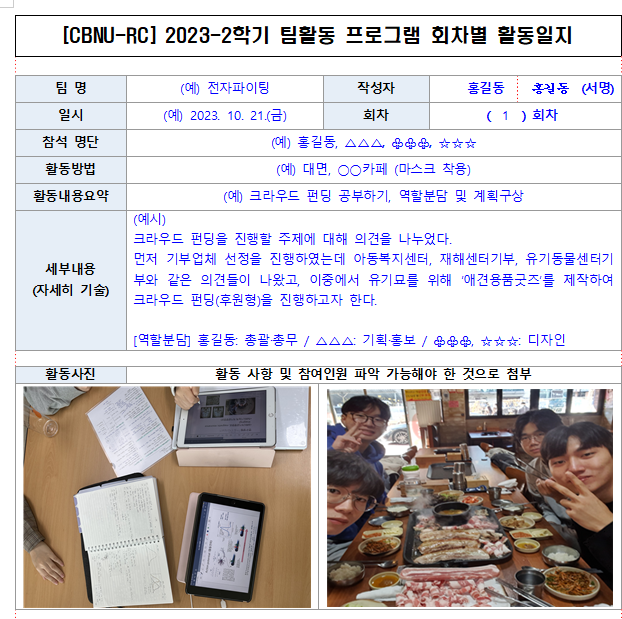 [CBNU-RC] 2023-2학기 팀활동 프로그램 회차별 활동일지
팀 명 (예) 전자파이팅 작성자 홍길동 홍길동 (서명)
일시 (예) 2023. 10. 21.(금) 회차 ( 1 ) 회차
참석 명단 (예) 홍길동, △△△, ♧♧♧, ☆☆☆
활동방법 (예) 대면, ○○카페 (마스크 착용)
활동내용요약 (예) 크라우드 펀딩 공부하기, 역할분담 및 계획구상
세부내용
(자세히 기술)
(예시)
크라우드 펀딩을 진행할 주제에 대해 의견을 나누었다.
먼저 기부업체 선정을 진행하였는데 아동복지센터, 재해센터기부, 유기동물센터기
부와 같은 의견들이 나왔고, 이중에서 유기묘를 위해 '애견용품굿즈'를 제작하여
크라우드 펀딩(후원형)을 진행하고자 한다.
[역할분담] 홍길동: 총괄·총무 / △△△: 기획·홍보 / ♧♧♧, ☆☆☆: 디자인
활동사진 활동 사항 및 참여인원 파악 가능해야 한 것으로 첨부